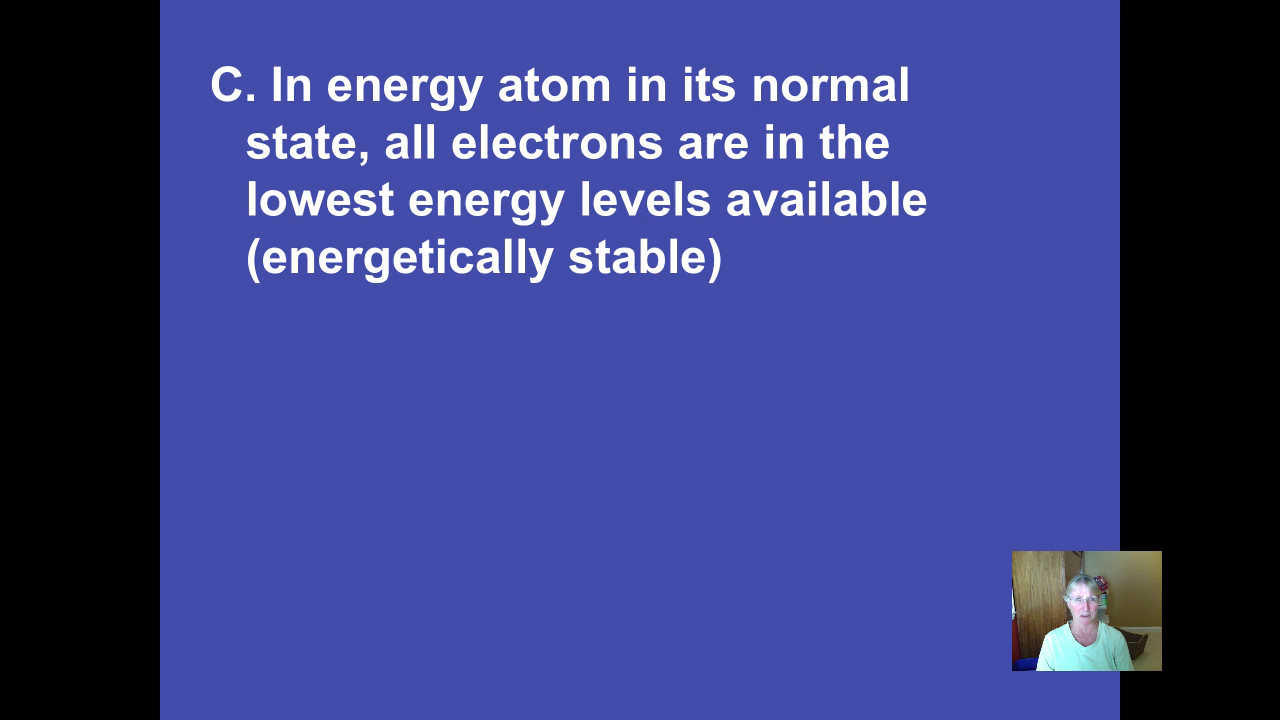 C. In energy atom in its normal
state, all electrons are in the
lowest energy levels available
(energetically stable)